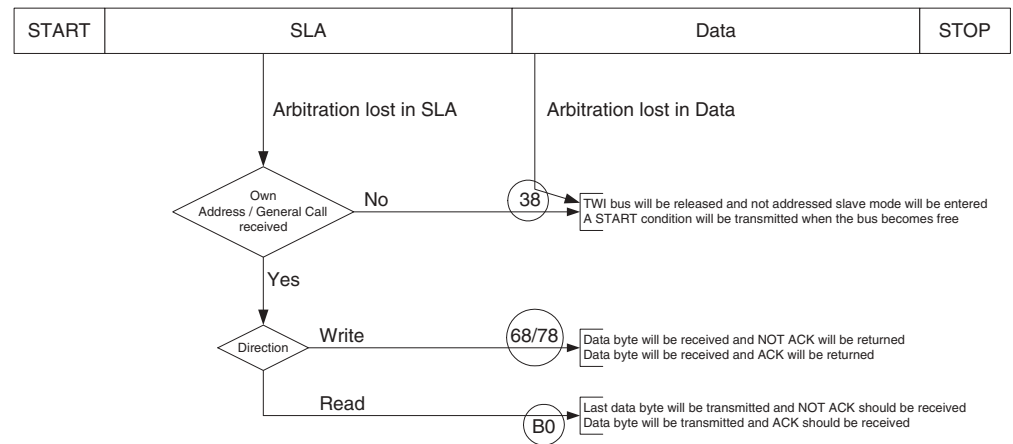 START SLA Data STOP
Arbitration lost in SLA Arbitration lost in Data
Own
Address / General Call
received
No
38
TWI bus will be released and not addressed slave mode will be entered
A START condition will be transmitted when the bus becomes free
Yes
Direction
Write
68/78
Data byte will be received and NOT ACK will be returned
Data byte will be received and ACK will be returned
Read
B0
Last data byte will be transmitted and NOT ACK should be received
Data byte will be transmitted and ACK should be received